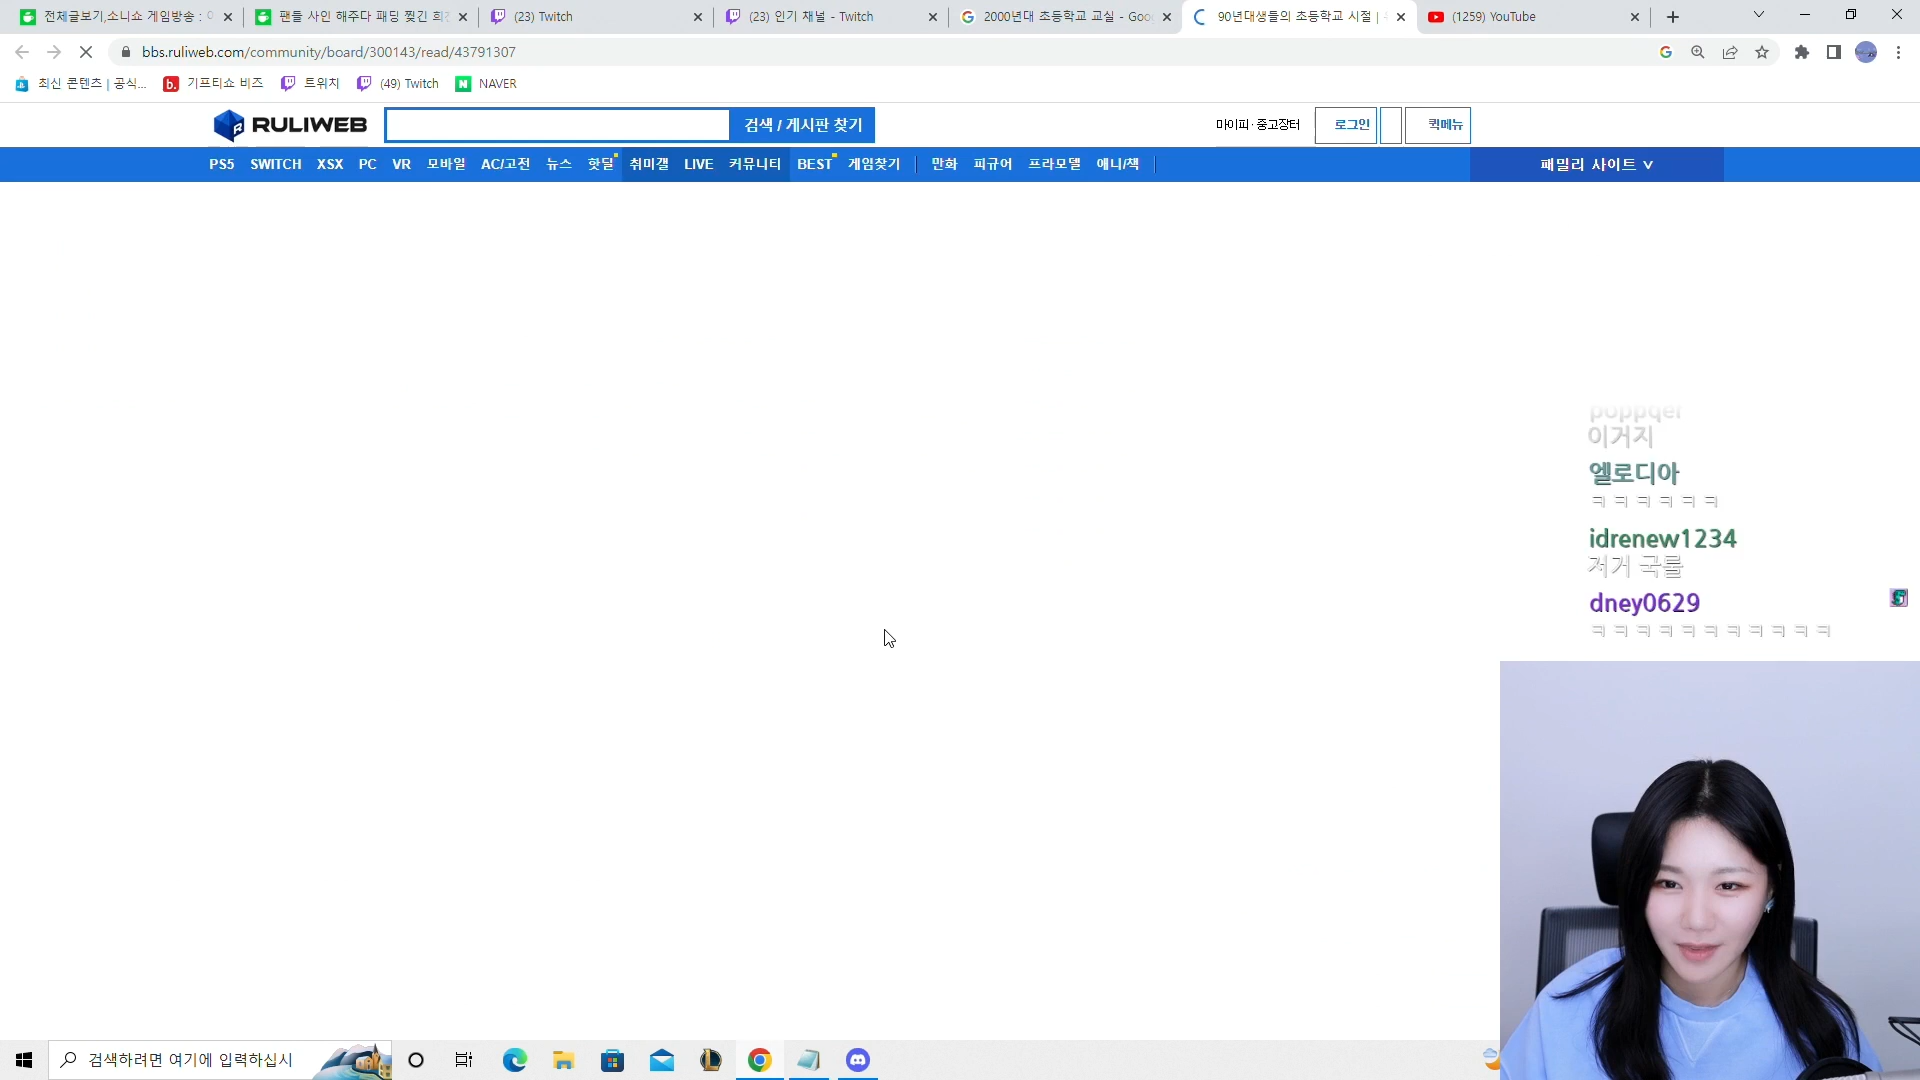 전체글보기,소니쇼 게임방송 :
팬들 사인 해주다 패딩 찢긴
(23) Twitch
(23) 인기 채널 - Twitch
2000년대 초등학교 교실 - Goo
90년대생들의 초등학교 시절 |
(1259) YouTube
bbs.ruliweb.com/community/board/300143/read/43791307
최신 콘텐츠 | 공식...
기프티쇼 비즈
트위치
(49) Twitch
NAVER
RULIWEB
검색 / 게시판 찾기
마이피 · 중고장터
로그인
퀵메뉴
PS5 SWITCH XSX PC VR 모바일 AC/고전 뉴스 핫딜 취미갤 LIVE 커뮤니티 BEST 게임찾기 만화 피규어 프라모델 애니/책
패밀리 사이트 ∨
poppqer
이거지
엘로디아
ㅋㅋㅋㅋㅋㅋ
idrenew1234
저거 국룰
dney0629
ㅋㅋㅋㅋㅋㅋㅋㅋㅋㅋㅋ
검색하려면 여기에 입력하십시